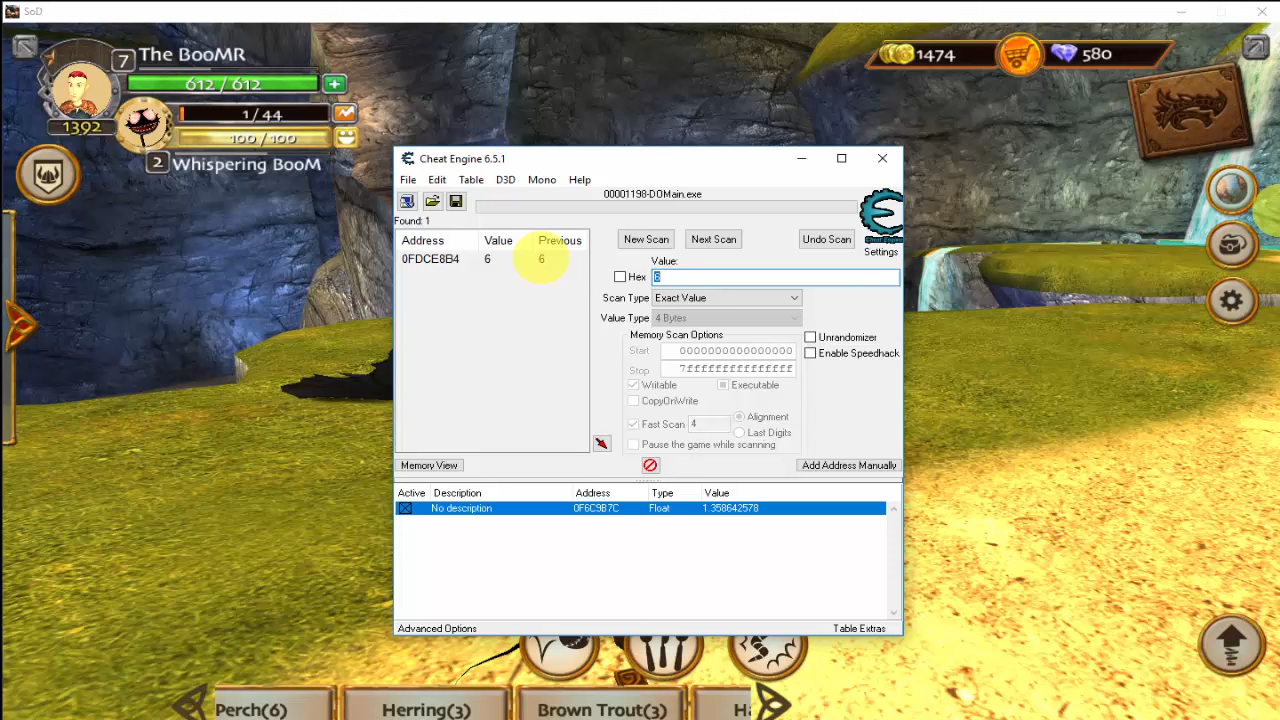 SoD
7 The BooMR
612 / 612
1 / 44
100 / 100
1392
2 Whispering BooM
1474
580
Cheat Engine 6.5.1
File Edit Table D3D Mono Help
00001198-DOMain.exe
Found: 1
Address Value Previous
0FDCE8B4 6 6
New Scan Next Scan Undo Scan
Cheat Engine
Settings
Value:
Hex 6
Scan Type Exact Value
Value Type 4 Bytes
Memory Scan Options
Start 0000000000000000
Stop 7fffffffffffffff
Writable Executable
CopyOnWrite
Fast Scan 4 Alignment
Last Digits
Pause the game while scanning
Unrandomizer
Enable Speedhack
Memory View Add Address Manually
Active Description Address Type Value
No description 0F6C9B7C Float 1.358642578
Advanced Options Table Extras
Perch(6) Herring(3) Brown Trout(3)